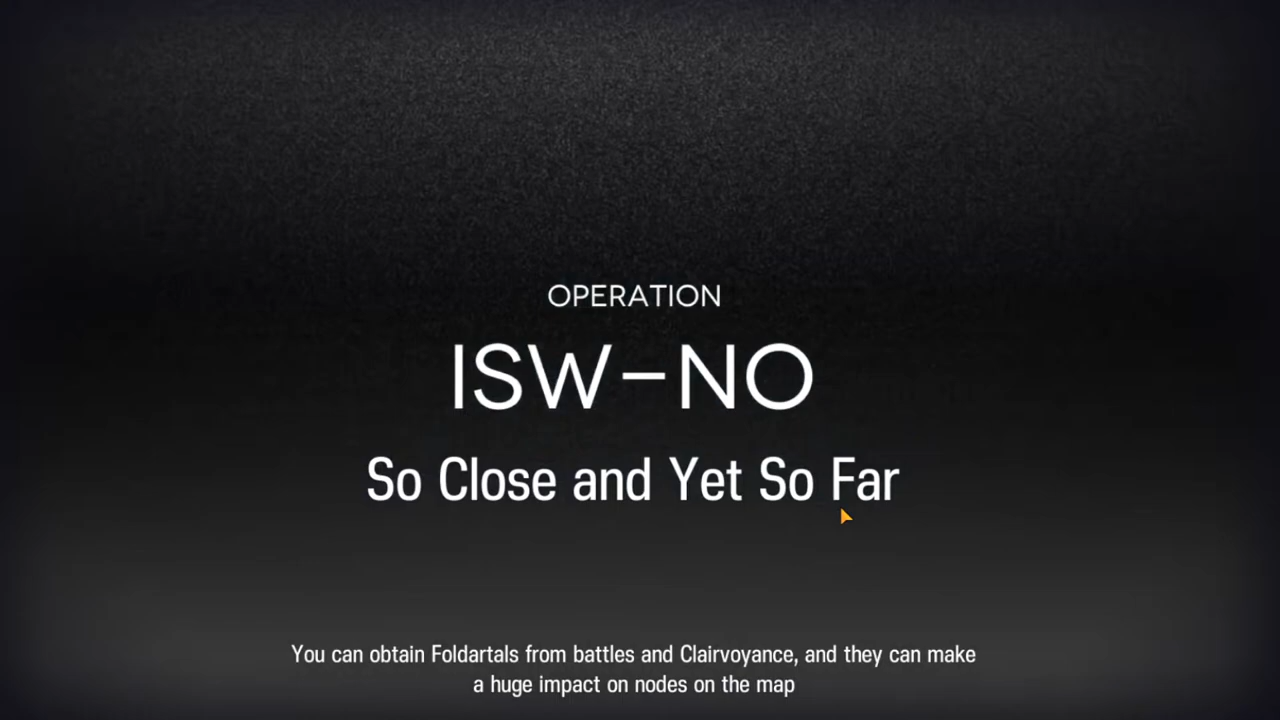 OPERATION
ISW-NO
So Close and Yet So Far
You can obtain Foldartals from battles and Clairvoyance, and they can make
a huge impact on nodes on the map